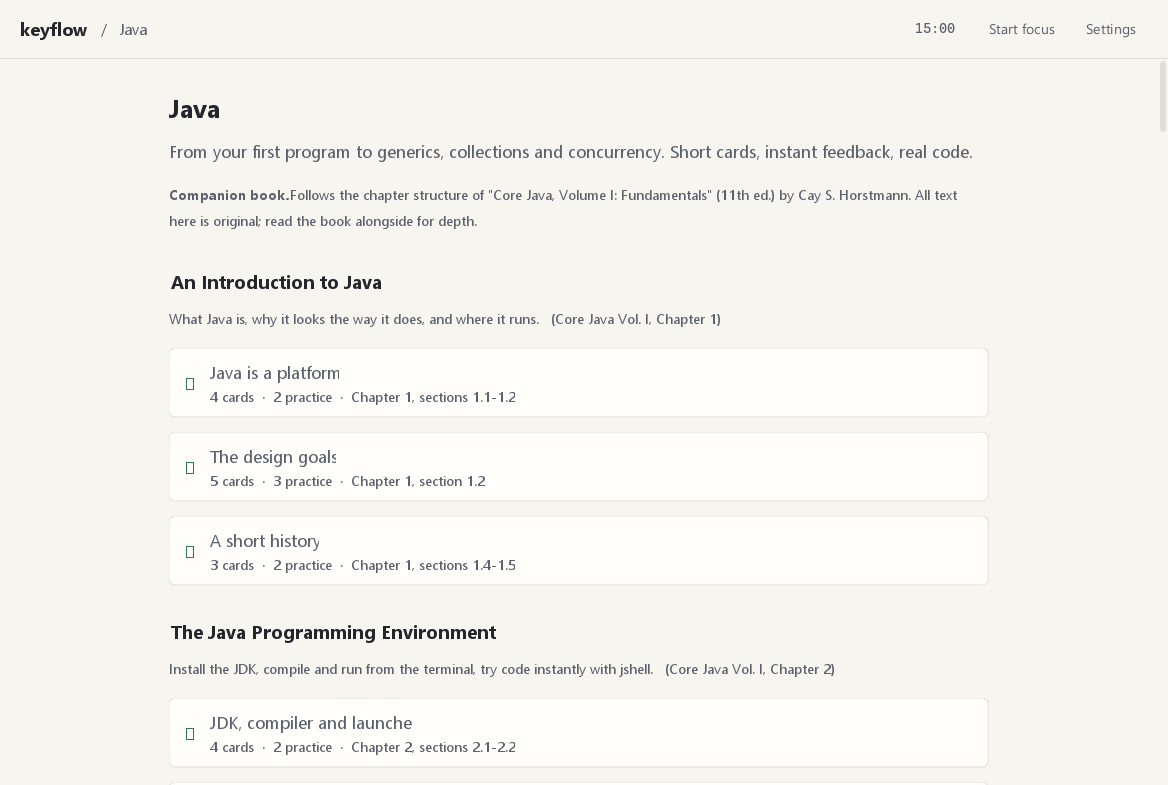 keyflow / Java 15:00 Start focus Settings
Java
From your first program to generics, collections and concurrency. Short cards, instant feedback, real code.
Companion book.Follows the chapter structure of "Core Java, Volume I: Fundamentals" (11th ed.) by Cay S. Horstmann. All text
here is original; read the book alongside for depth.
An Introduction to Java
What Java is, why it looks the way it does, and where it runs. (Core Java Vol. I, Chapter 1)
Java is a platform
4 cards · 2 practice · Chapter 1, sections 1.1-1.2
The design goals
5 cards · 3 practice · Chapter 1, section 1.2
A short history
3 cards · 2 practice · Chapter 1, sections 1.4-1.5
The Java Programming Environment
Install the JDK, compile and run from the terminal, try code instantly with jshell. (Core Java Vol. I, Chapter 2)
JDK, compiler and launche
4 cards · 2 practice · Chapter 2, sections 2.1-2.2